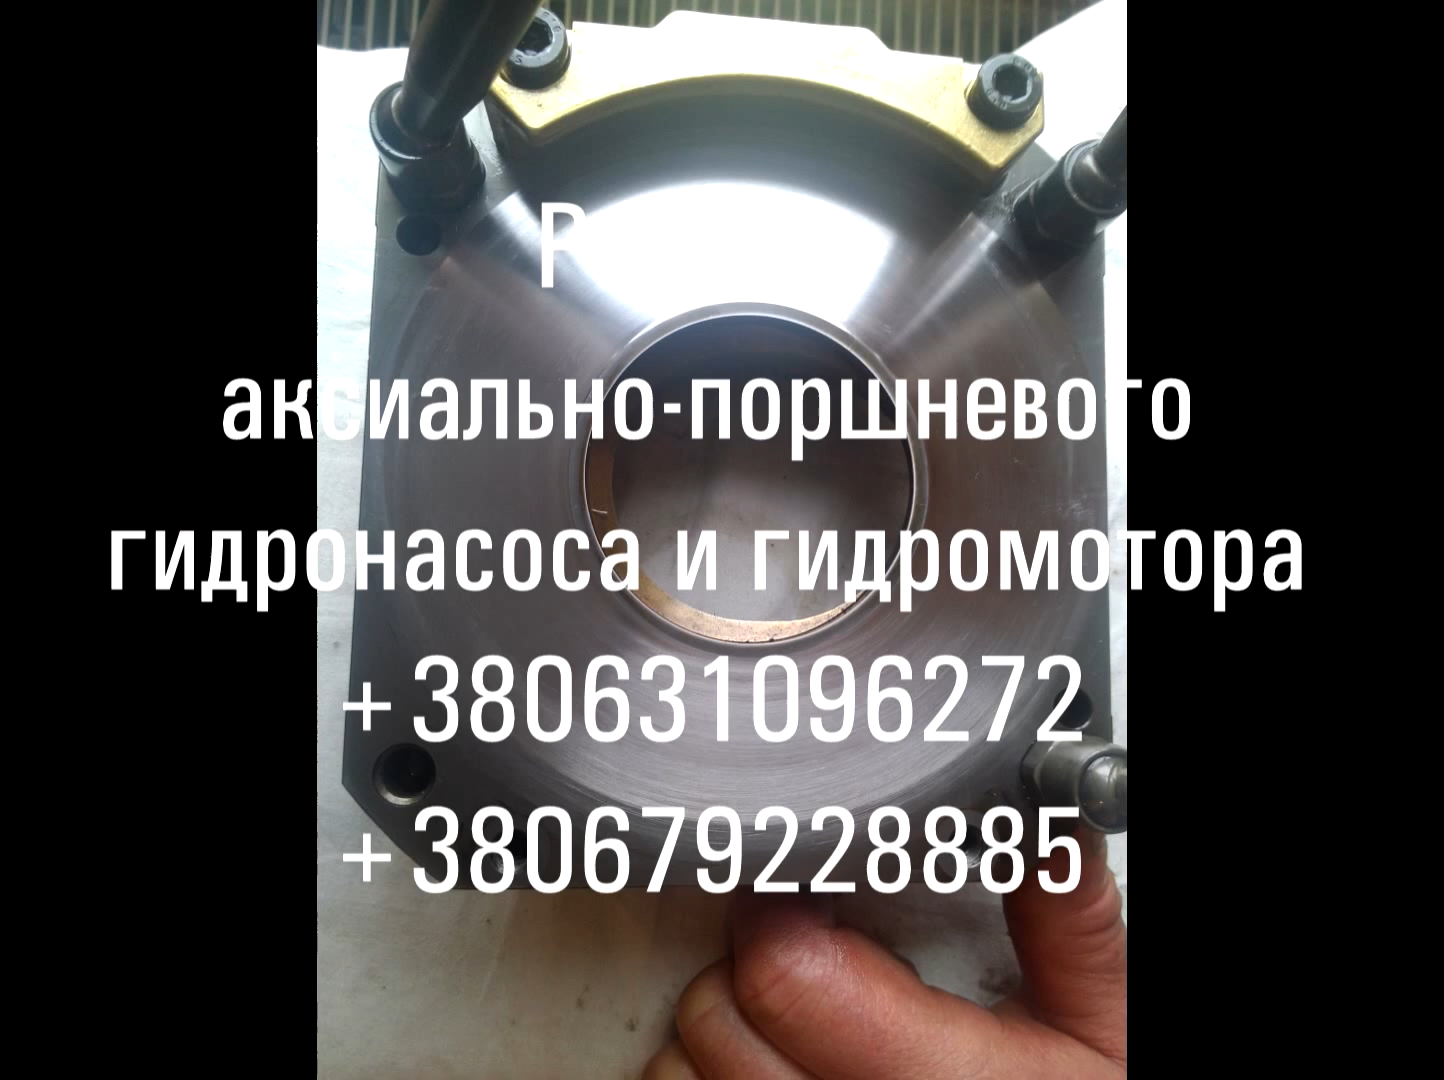 аксиально-поршневого
гидронасоса и гидромотора
+380631096272
+380679228885